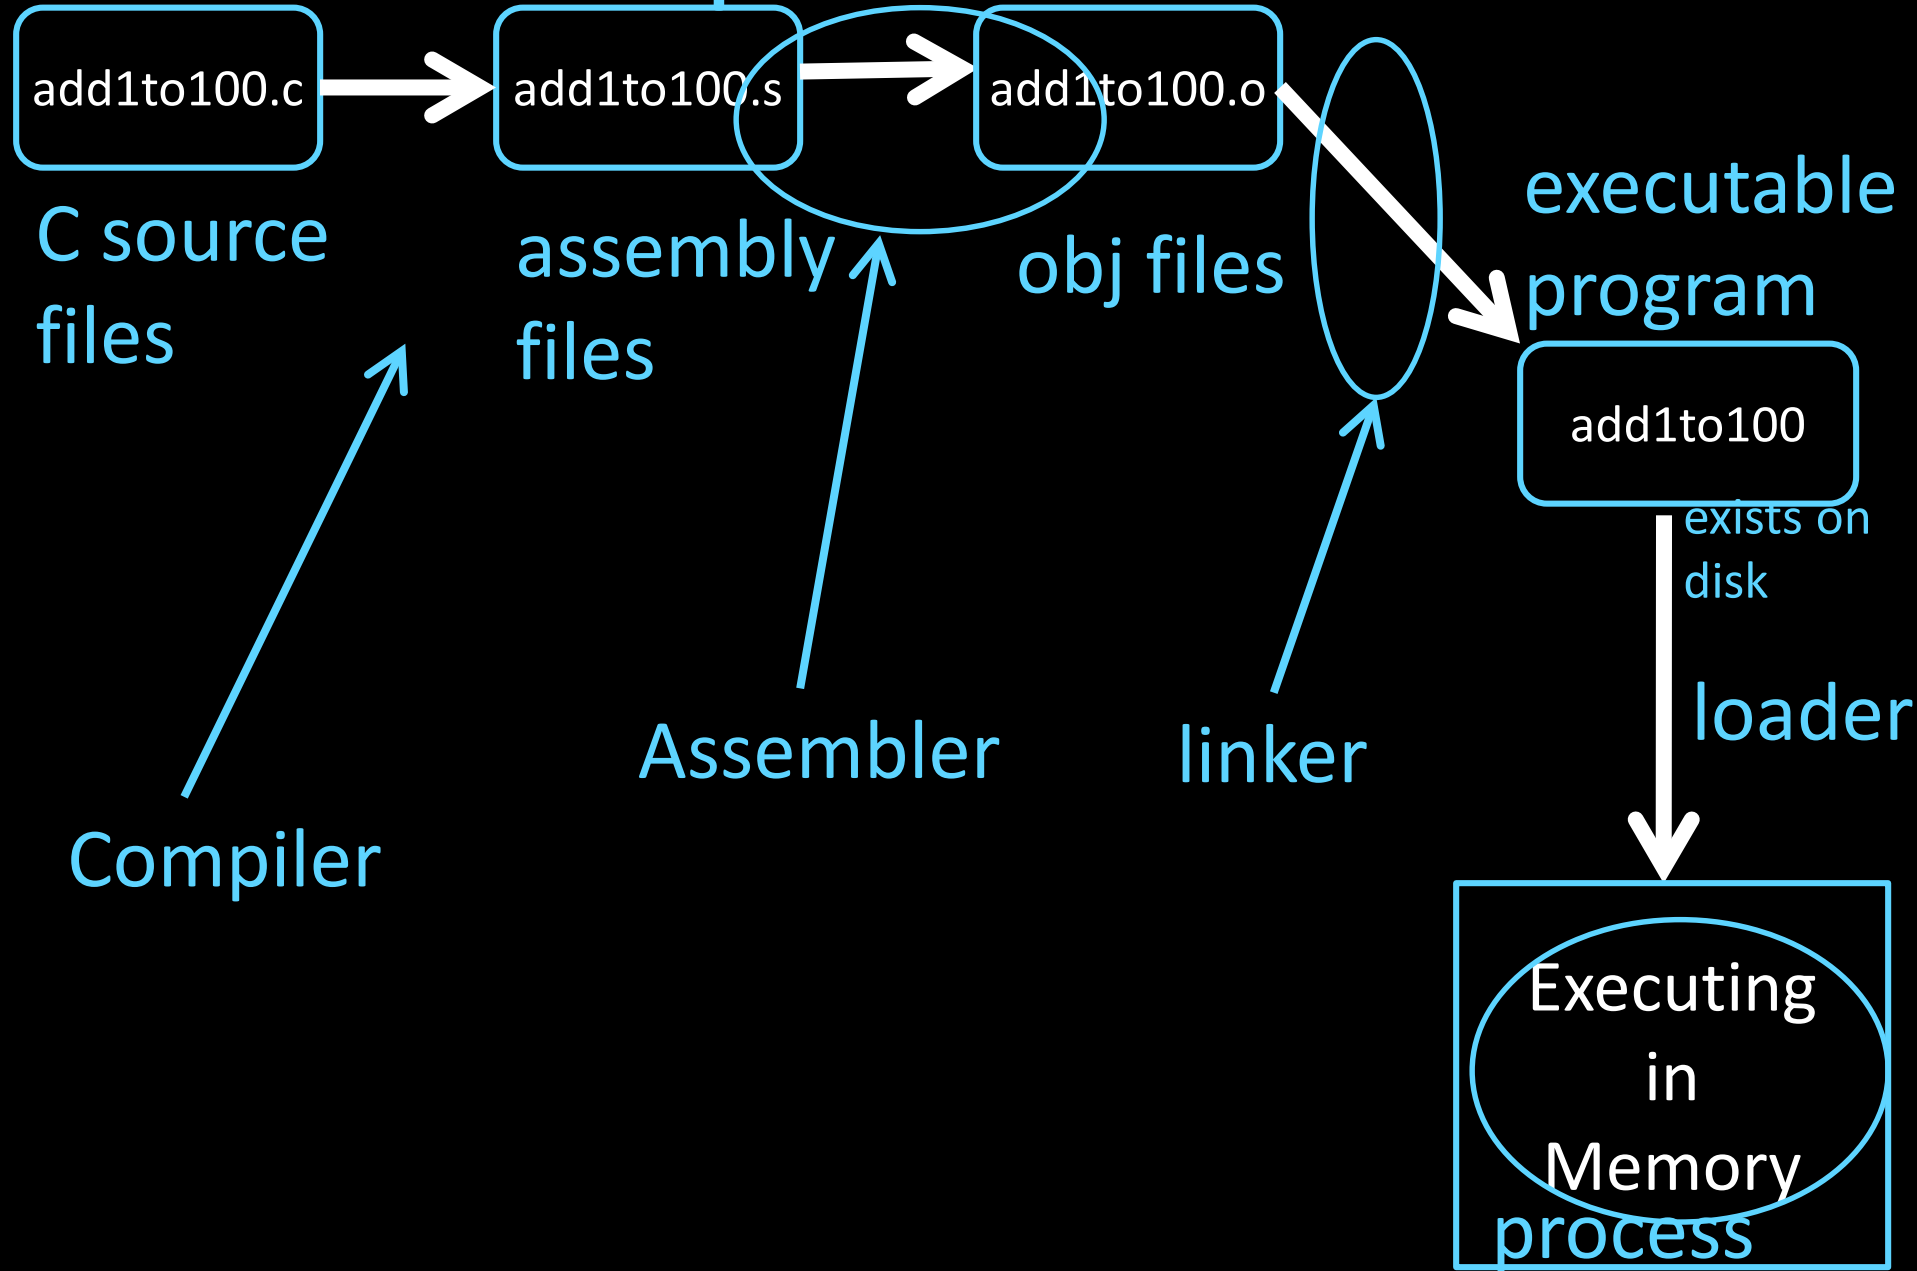 add1to100.c
add1to100.s
add1to100.o
C source
files
assembly
files
obj files
executable
program
add1to100
exists on
disk
Compiler
Assembler
linker
loader
Executing
in
Memory
process